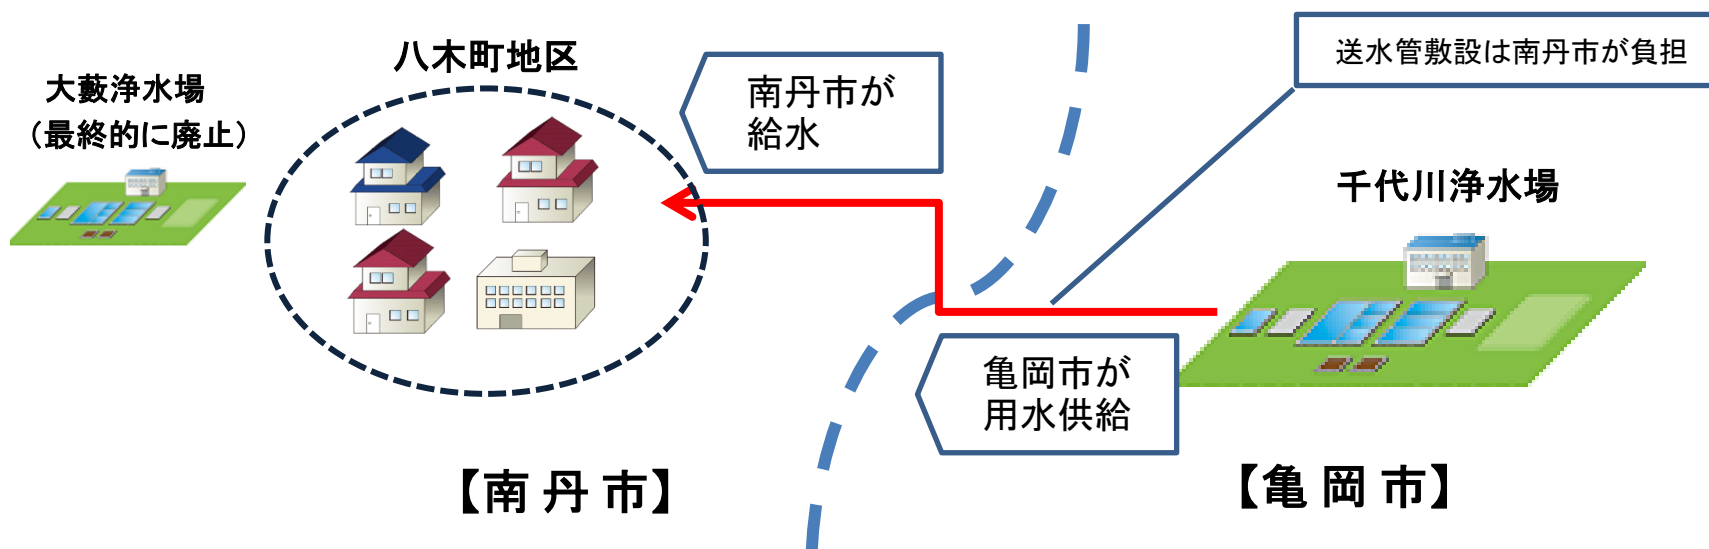 八木町地区
大藪浄水場
（最終的に廃止）
南丹市が
給水
送水管敷設は南丹市が負担
千代川浄水場
亀岡市が
用水供給
【南 丹 市】
【亀 岡 市】